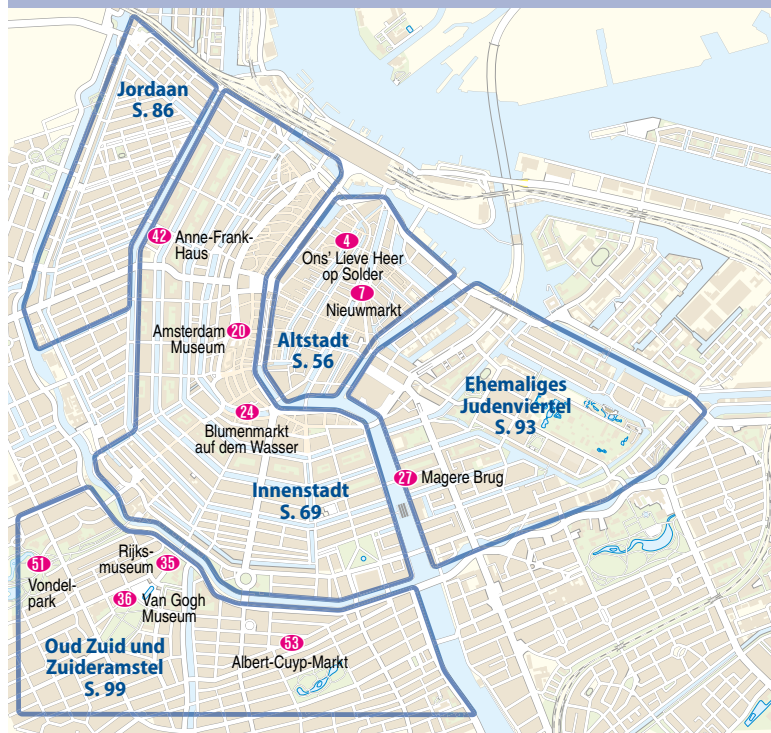 Jordaan
S. 86
42 Anne-Frank-
Haus
4
Ons' Lieve Heer
op Solder
7
Nieuwmarkt
Amsterdam 20
Museum
Altstadt
S. 56
Ehemaliges
Judenviertel
S. 93
24
Blumenmarkt
auf dem Wasser
27 Magere Brug
Innenstadt
S. 69
51
Vondel-
park
Rijks- 35
museum
36 Van Gogh
Museum
53
Albert-Cuyp-Markt
Oud Zuid und
Zuideramstel
S. 99